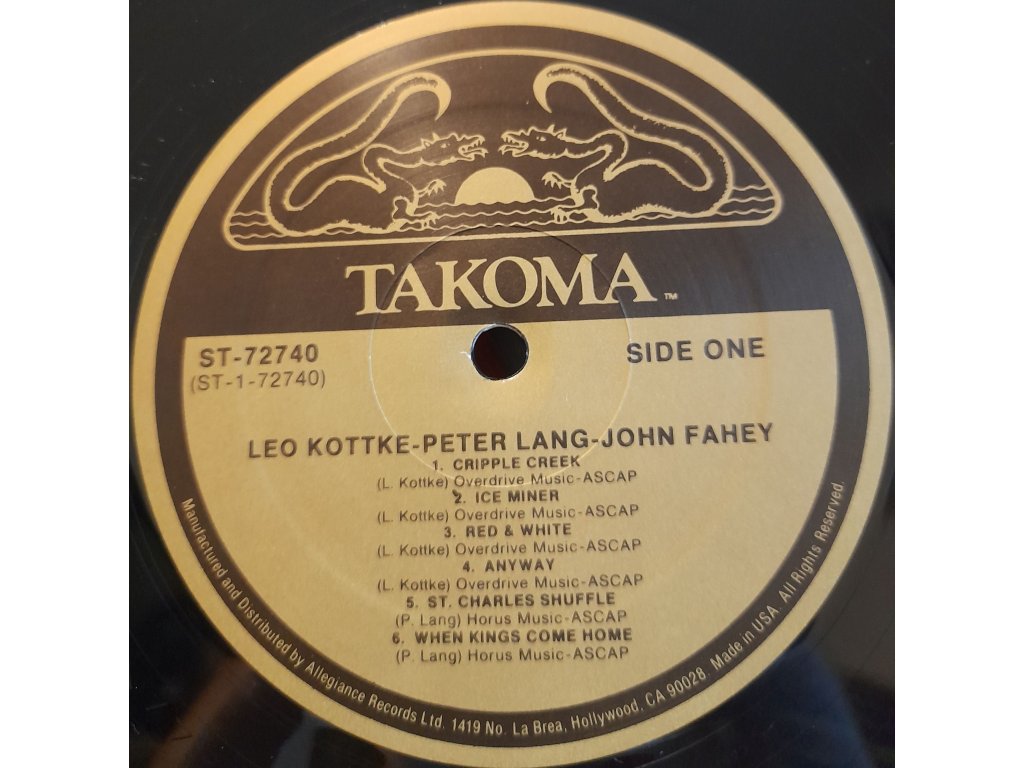 TAKOMA™
ST-72740
(ST-1-72740)
SIDE ONE
LEO KOTTKE-PETER LANG-JOHN FAHEY
1. CRIPPLE CREEK
(L. Kottke) Overdrive Music-ASCAP
2. ICE MINER
(L. Kottke) Overdrive Music-ASCAP
3. RED & WHITE
(L. Kottke) Overdrive Music-ASCAP
4. ANYWAY
(L. Kottke) Overdrive Music-ASCAP
5. ST. CHARLES SHUFFLE
(P. Lang) Horus Music-ASCAP
6. WHEN KINGS COME HOME
(P. Lang) Horus Music-ASCAP
Manufactured and Distributed by Allegiance Records Ltd. 1419 No. La Brea, Hollywood, CA 90028. Made in USA. All Rights Reserved.